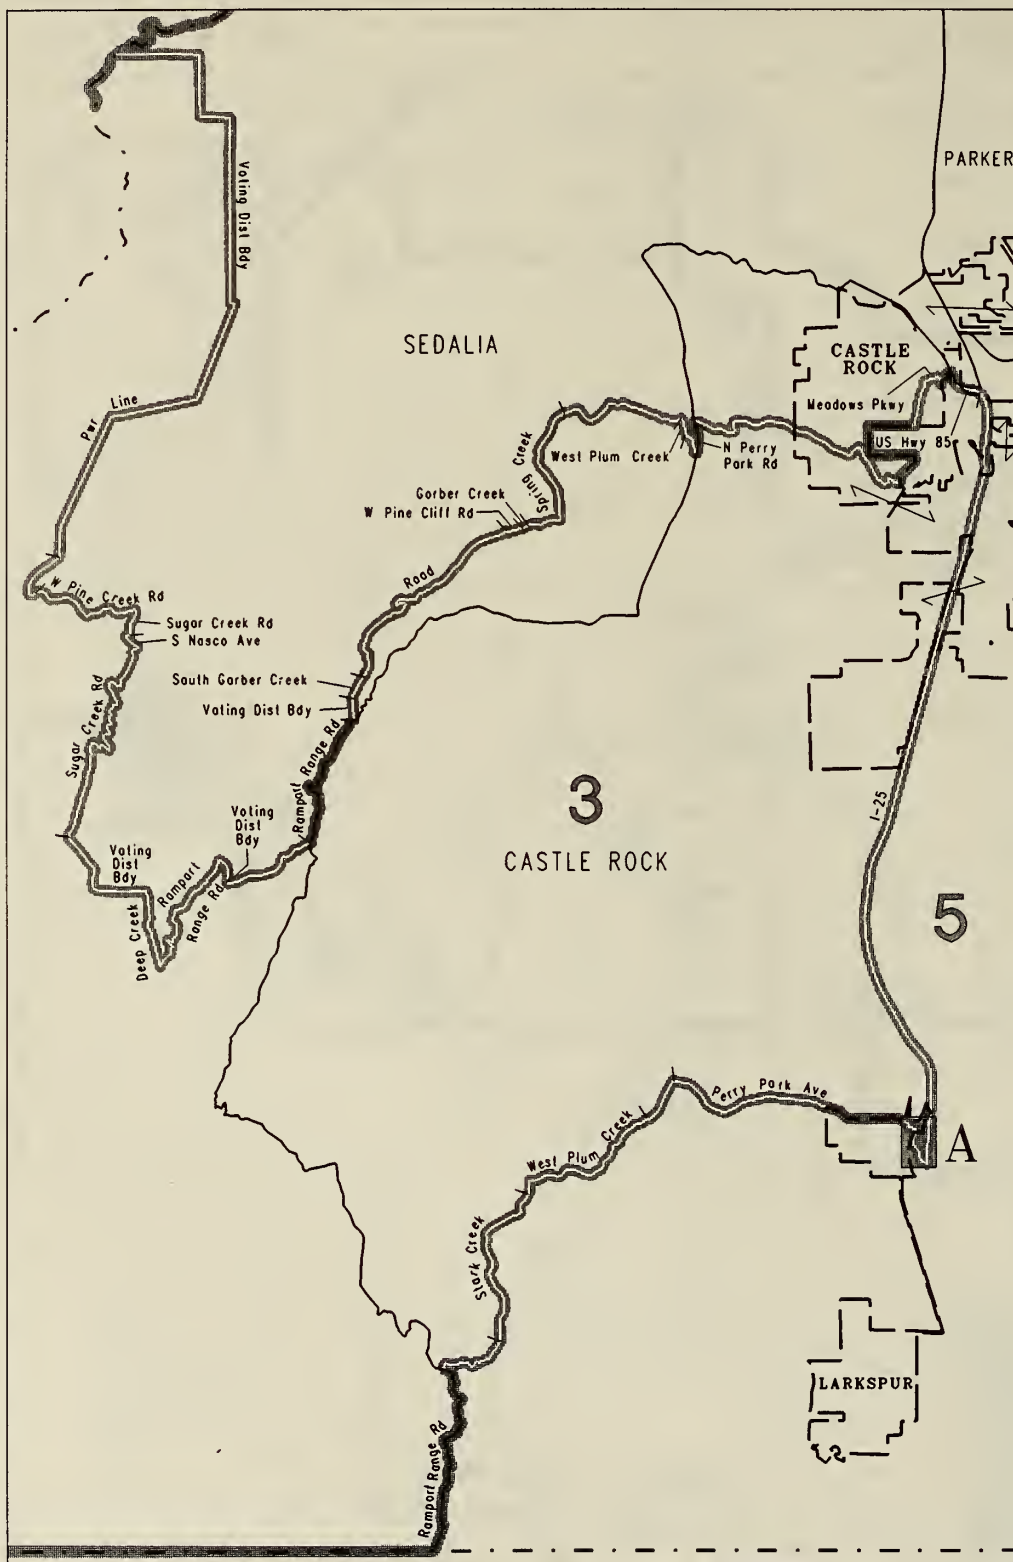 PARKER
Voting Dist Bdy
SEDALIA
CASTLE
ROCK
Meadows Pkwy
Pwr Line
US Hwy 85
West Plum Creek
N Perry
Park Rd
Spring Creek
Garber Creek
W Pine Cliff Rd
Road
W Pine Creek Rd
Sugar Creek Rd
S Nasco Ave
South Garber Creek
Voting Dist Bdy
Sugar Creek Rd
Rampart Range Rd
3
I-25
Voting
Dist
Bdy
Voting
Dist
Bdy
CASTLE ROCK
Rampart
Range Rd
Deep Creek
5
Perry Park Ave
West Plum Creek
A
Stark Creek
LARKSPUR
Rampart Range Rd